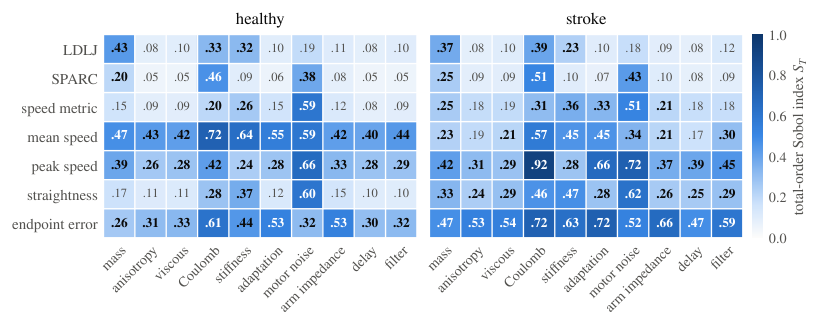 healthy stroke
LDLJ .43 .08 .10 .33 .32 .10 .19 .11 .08 .10 .37 .08 .10 .39 .23 .10 .18 .09 .08 .12
SPARC .20 .05 .05 .46 .09 .06 .38 .08 .05 .05 .25 .09 .09 .51 .10 .07 .43 .10 .08 .09
speed metric .15 .09 .09 .20 .26 .15 .59 .12 .08 .09 .25 .18 .19 .31 .36 .33 .51 .21 .18 .18
mean speed .47 .43 .42 .72 .64 .55 .59 .42 .40 .44 .23 .19 .21 .57 .45 .45 .34 .21 .17 .30
peak speed .39 .26 .28 .42 .24 .28 .66 .33 .28 .29 .42 .31 .29 .92 .28 .66 .72 .37 .39 .45
straightness .17 .11 .11 .28 .37 .12 .60 .15 .10 .10 .33 .24 .29 .46 .47 .28 .62 .26 .25 .29
endpoint error .26 .31 .33 .61 .44 .53 .32 .53 .30 .32 .47 .53 .54 .72 .63 .72 .52 .66 .47 .59
mass anisotropy viscous Coulomb stiffness adaptation motor noise arm impedance delay filter
mass anisotropy viscous Coulomb stiffness adaptation motor noise arm impedance delay filter
1.0
0.8
0.6
0.4
0.2
0.0
total-order Sobol index S_T